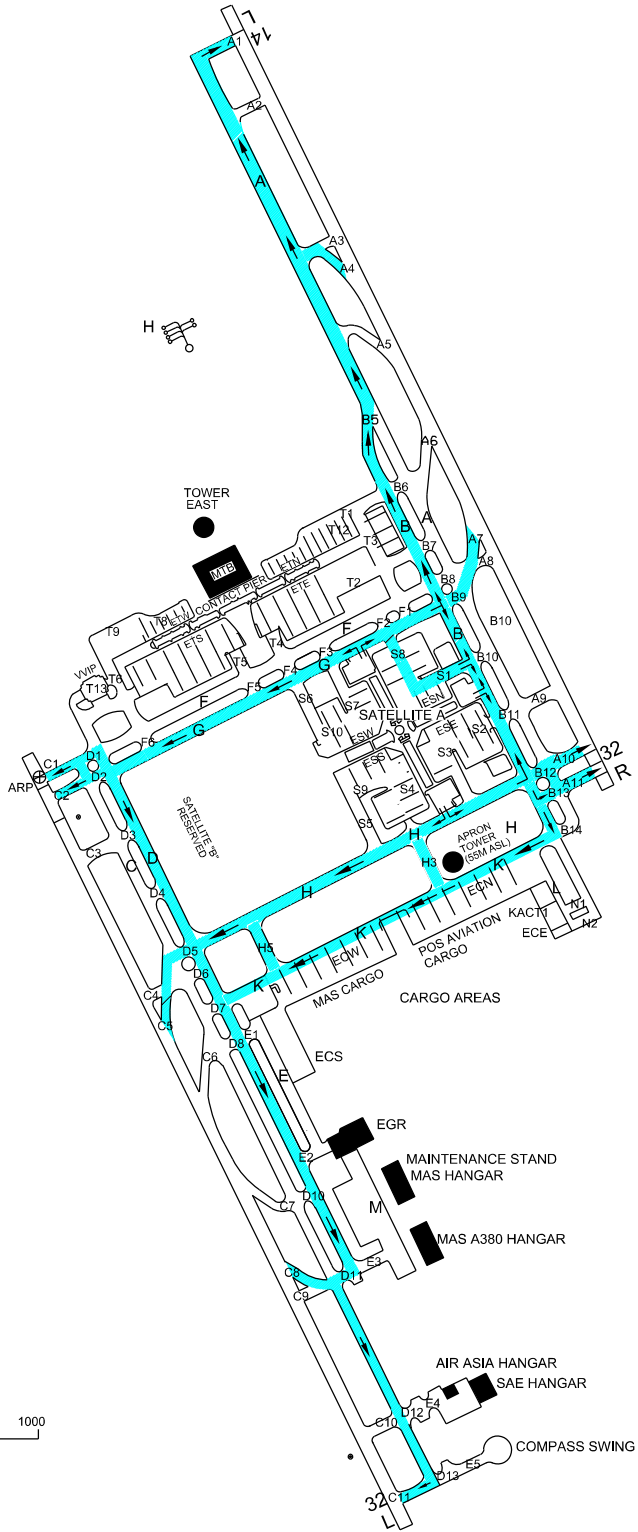 14
L
A1
A2
A
A3
A4
H
A5
B5
A6
B6
TOWER
EAST
T1
T12
B
A
T3
A7
B7
A8
MTB
ETN
B8
CONTACT PIER
ETE
T2
B9
ETW
T8
F1
T9
ETS
F
F2
B
B10
T4
F3
S8
T5
G
F4
S1
B10
VVIP
T6
F5
S6
ESN
T13
F
S7
SATELLITE A
A9
G
S10
ESW
ESE
S2
B11
F6
ESS
S3
C1
D1
32
R
A10
ARP
D2
B12
A11
C2
S9
S4
B13
SATELLITE "B"
RESERVED
D3
S5
B14
H
H
C3
C
D
APRON
TOWER
(55M ASL)
H3
K
D4
H
ECN
L
N1
KACT1
D5
H5
K
POS AVIATION
CARGO
ECE
N2
ECW
D6
K
MAS CARGO
C4
CARGO AREAS
D7
C5
E1
D8
C6
ECS
E
EGR
E2
MAINTENANCE STAND
MAS HANGAR
D10
C7
M
MAS A380 HANGAR
E3
C8
D11
C9
AIR ASIA HANGAR
SAE HANGAR
E4
D12
C10
1000
COMPASS SWING
E5
D13
C11
32
L